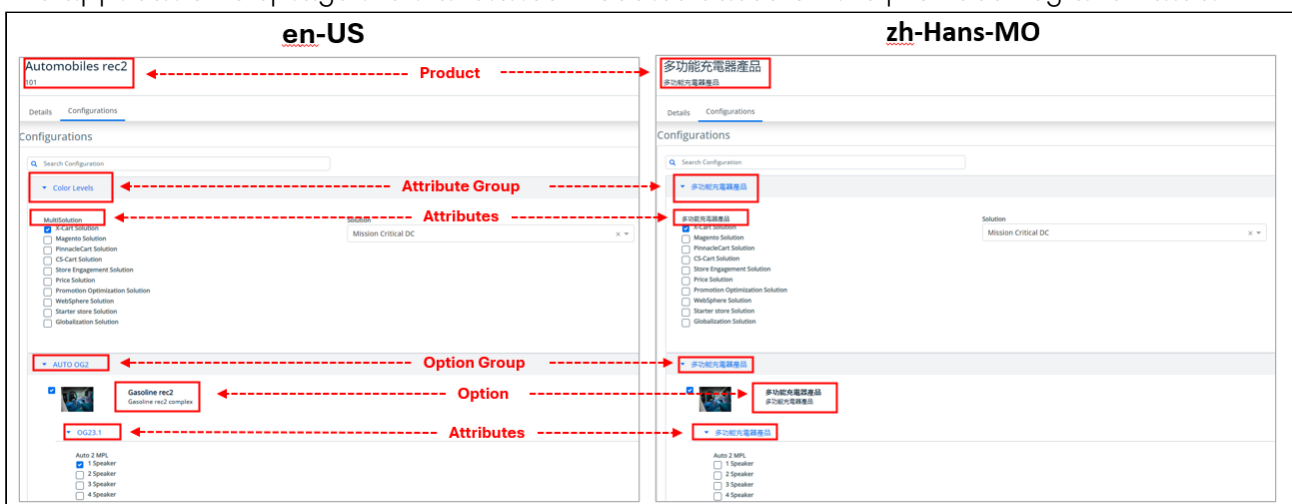 en-US
zh-Hans-MO
Automobiles rec2
101
Product
多功能充電器產品
多功能充電器產品
Details Configurations
Details Configurations
Configurations
Configurations
Search Configuration
Search Configuration
Color Levels
Attribute Group
多功能充電器產品
MultiSolution
Attributes
多功能充電器產品
Solution
Solution
X-Cart Solution
Mission Critical DC
X-Cart Solution
Mission Critical DC
Magento Solution
Magento Solution
PinnacleCart Solution
PinnacleCart Solution
CS-Cart Solution
CS-Cart Solution
Store Engagement Solution
Store Engagement Solution
Price Solution
Price Solution
Promotion Optimization Solution
Promotion Optimization Solution
WebSphere Solution
WebSphere Solution
Starter store Solution
Starter store Solution
Globalization Solution
Globalization Solution
AUTO OG2
Option Group
多功能充電器產品
Gasoline rec2
Gasoline rec2 complex
Option
多功能充電器產品
多功能充電器產品
OG23.1
Attributes
多功能充電器產品
Auto 2 MPL
Auto 2 MPL
1 Speaker
1 Speaker
2 Speaker
2 Speaker
3 Speaker
3 Speaker
4 Speaker
4 Speaker